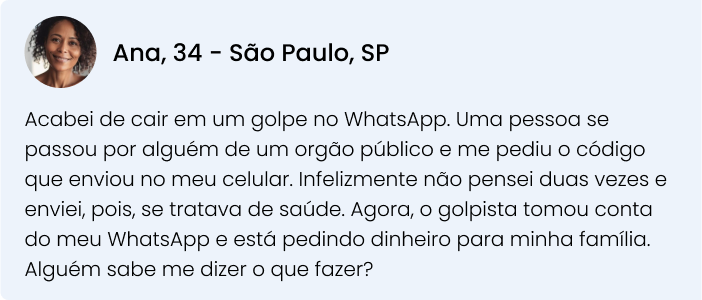 Ana, 34 - São Paulo, SP
Acabei de cair em um golpe no WhatsApp. Uma pessoa se
passou por alguém de um orgão público e me pediu o código
que enviou no meu celular. Infelizmente não pensei duas vezes e
enviei, pois, se tratava de saúde. Agora, o golpista tomou conta
do meu WhatsApp e está pedindo dinheiro para minha família.
Alguém sabe me dizer o que fazer?